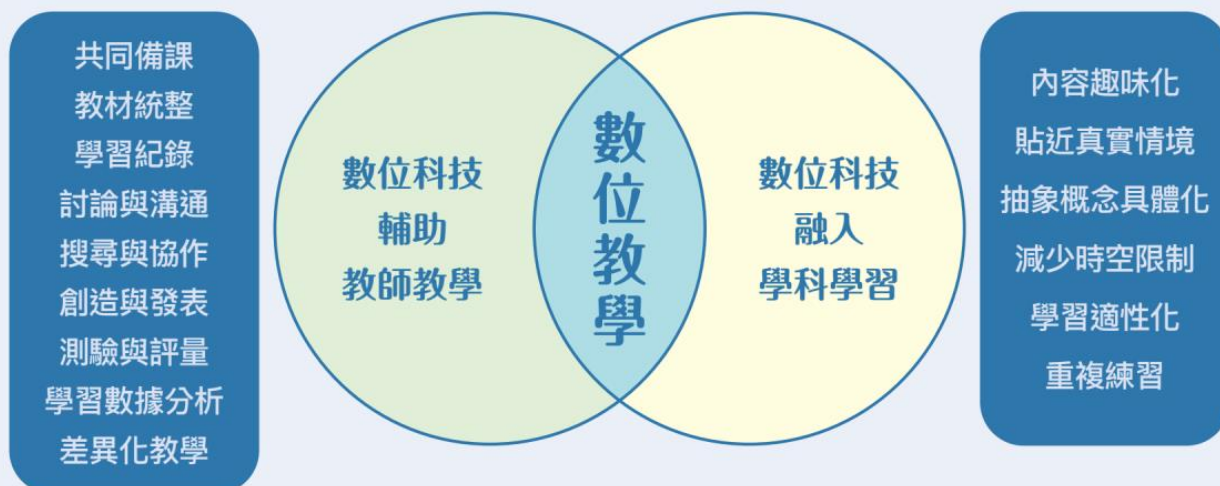 共同備課
教材統整
學習紀錄
討論與溝通
搜尋與協作
創造與發表
測驗與評量
學習數據分析
差異化教學
數位科技
輔助
教師教學
數位教學
數位科技
融入
學科學習
內容趣味化
貼近真實情境
抽象概念具體化
減少時空限制
學習適性化
重複練習